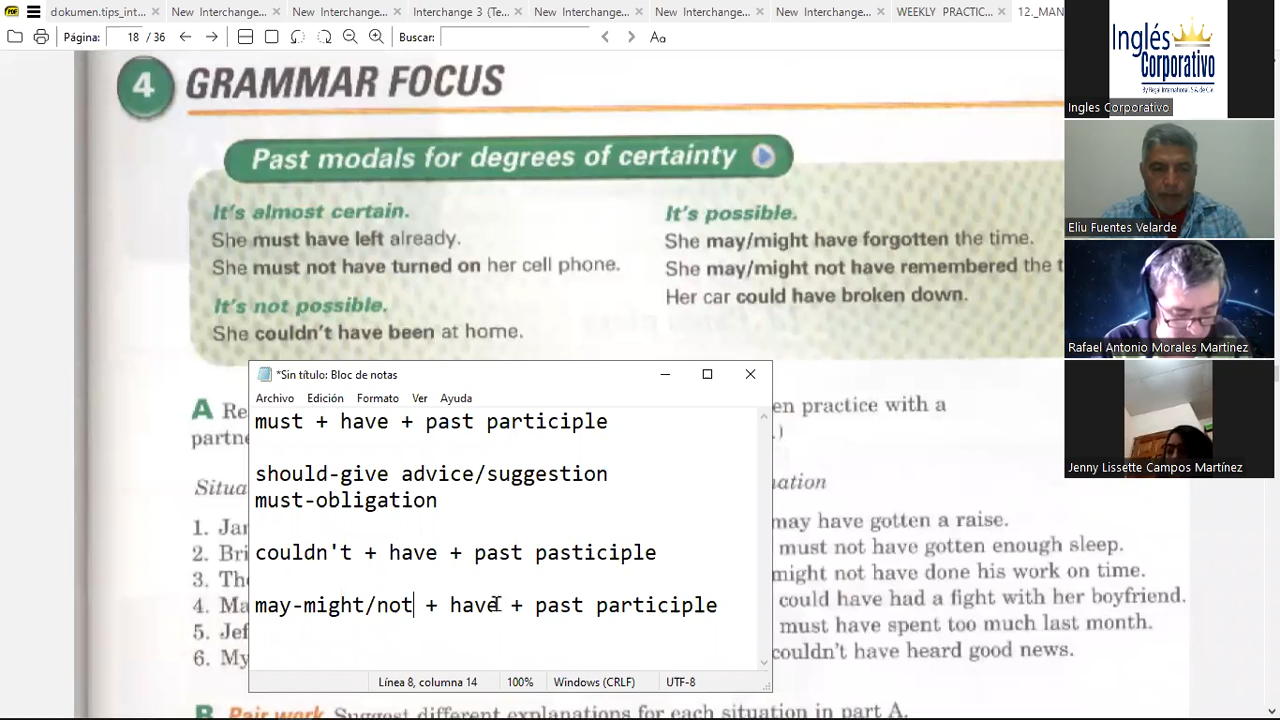 dokumen.tips_int...
New Interchange...
New Interchange...
Interchange 3 (Te...
New Interchange...
New Interchange...
New Interchange...
WEEKLY PRACTIC...
12._MAN
Página: 18 / 36
Buscar:
Aa
4 GRAMMAR FOCUS
Past modals for degrees of certainty
It's almost certain.
She must have left already.
She must not have turned on her cell phone.
It's not possible.
She couldn't have been at home.
It's possible.
She may/might have forgotten the time.
She may/might not have remembered the t
Her car could have broken down.
A Re
partne
en practice with a
.)
Situa
nation
1. Jar
2. Bri
3. The
4. Ma
5. Jef
6. My
may have gotten a raise.
must not have gotten enough sleep.
might not have done his work on time.
could have had a fight with her boyfriend.
must have spent too much last month.
couldn't have heard good news.
B Pair work Suggest different explanations for each situation in part A.
*Sin título: Bloc de notas
Archivo Edición Formato Ver Ayuda
must + have + past participle
should-give advice/suggestion
must-obligation
couldn't + have + past pasticiple
may-might/not + have + past participle
Línea 8, columna 14 100% Windows (CRLF) UTF-8
Inglés
Corporativo
Ingles Corporativo
Eliu Fuentes Velarde
Rafael Antonio Morales Martinez
Jenny Lissette Campos Martínez